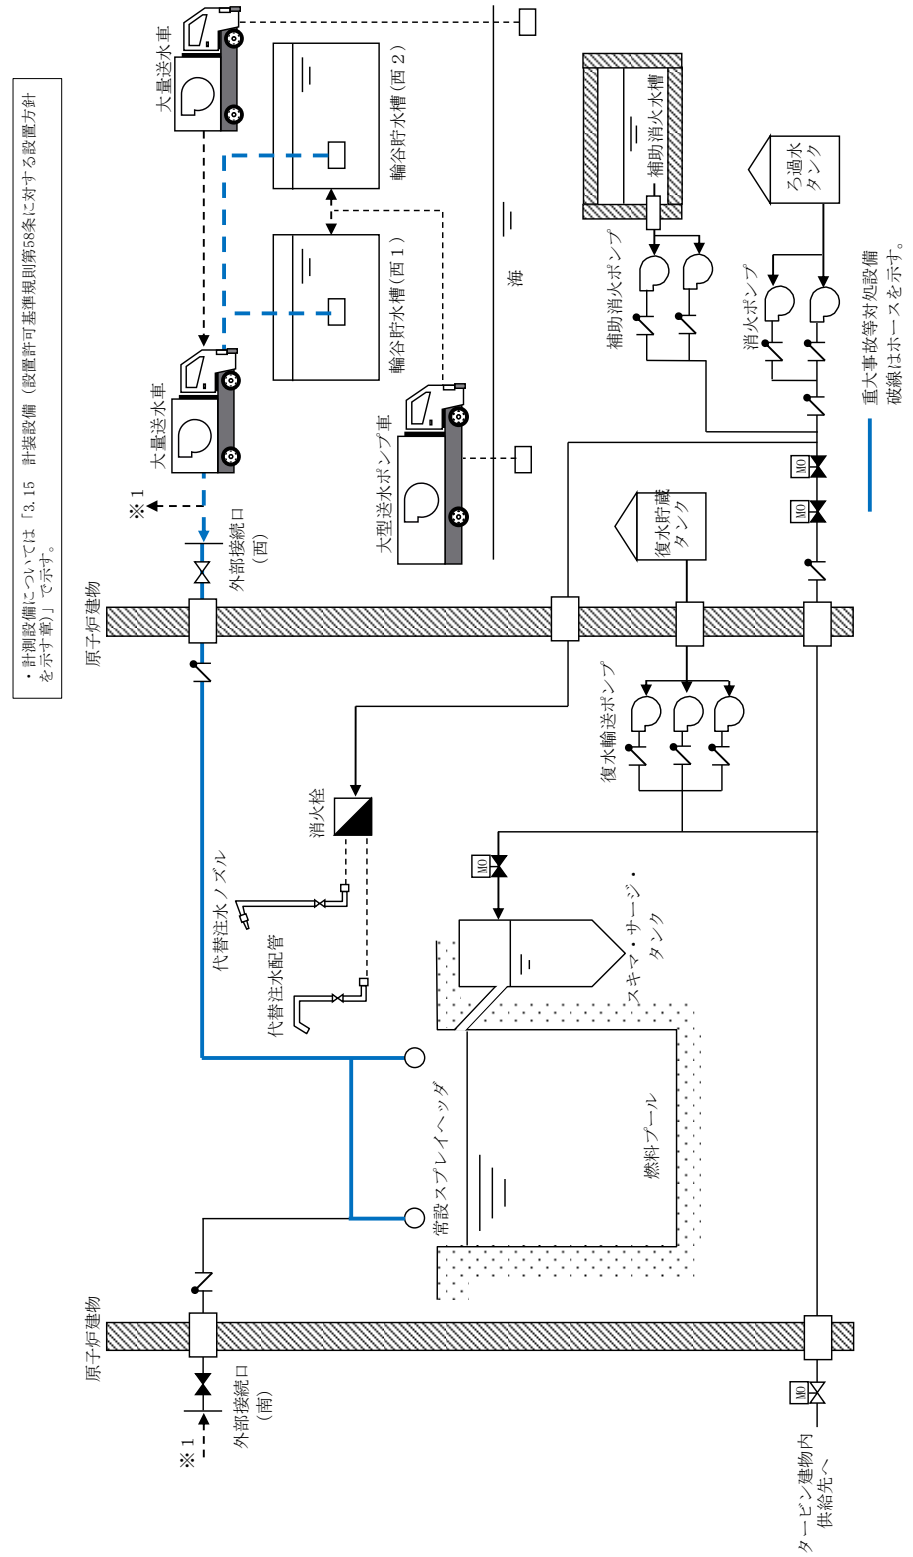 ・計測設備については「3.15　計装設備（設置許可基準規則第58条に対する設置方針
を示す章）」で示す。
原子炉建物
原子炉建物
※1
外部接続口
（南）
※1
外部接続口
（西）
大量送水車
大量送水車
代替注水ノズル
代替注水配管
消火栓
輪谷貯水槽（西1）
輪谷貯水槽（西2）
大型送水ポンプ車
海
常設スプレイヘッダ
燃料プール
スキマ・サージ・
タンク
MO
復水輸送ポンプ
復水貯蔵
タンク
補助消火ポンプ
補助消火水槽
消火ポンプ
ろ過水
タンク
MO
MO
MO
タービン建物内
供給先へ
重大事故等対処設備
破線はホースを示す。